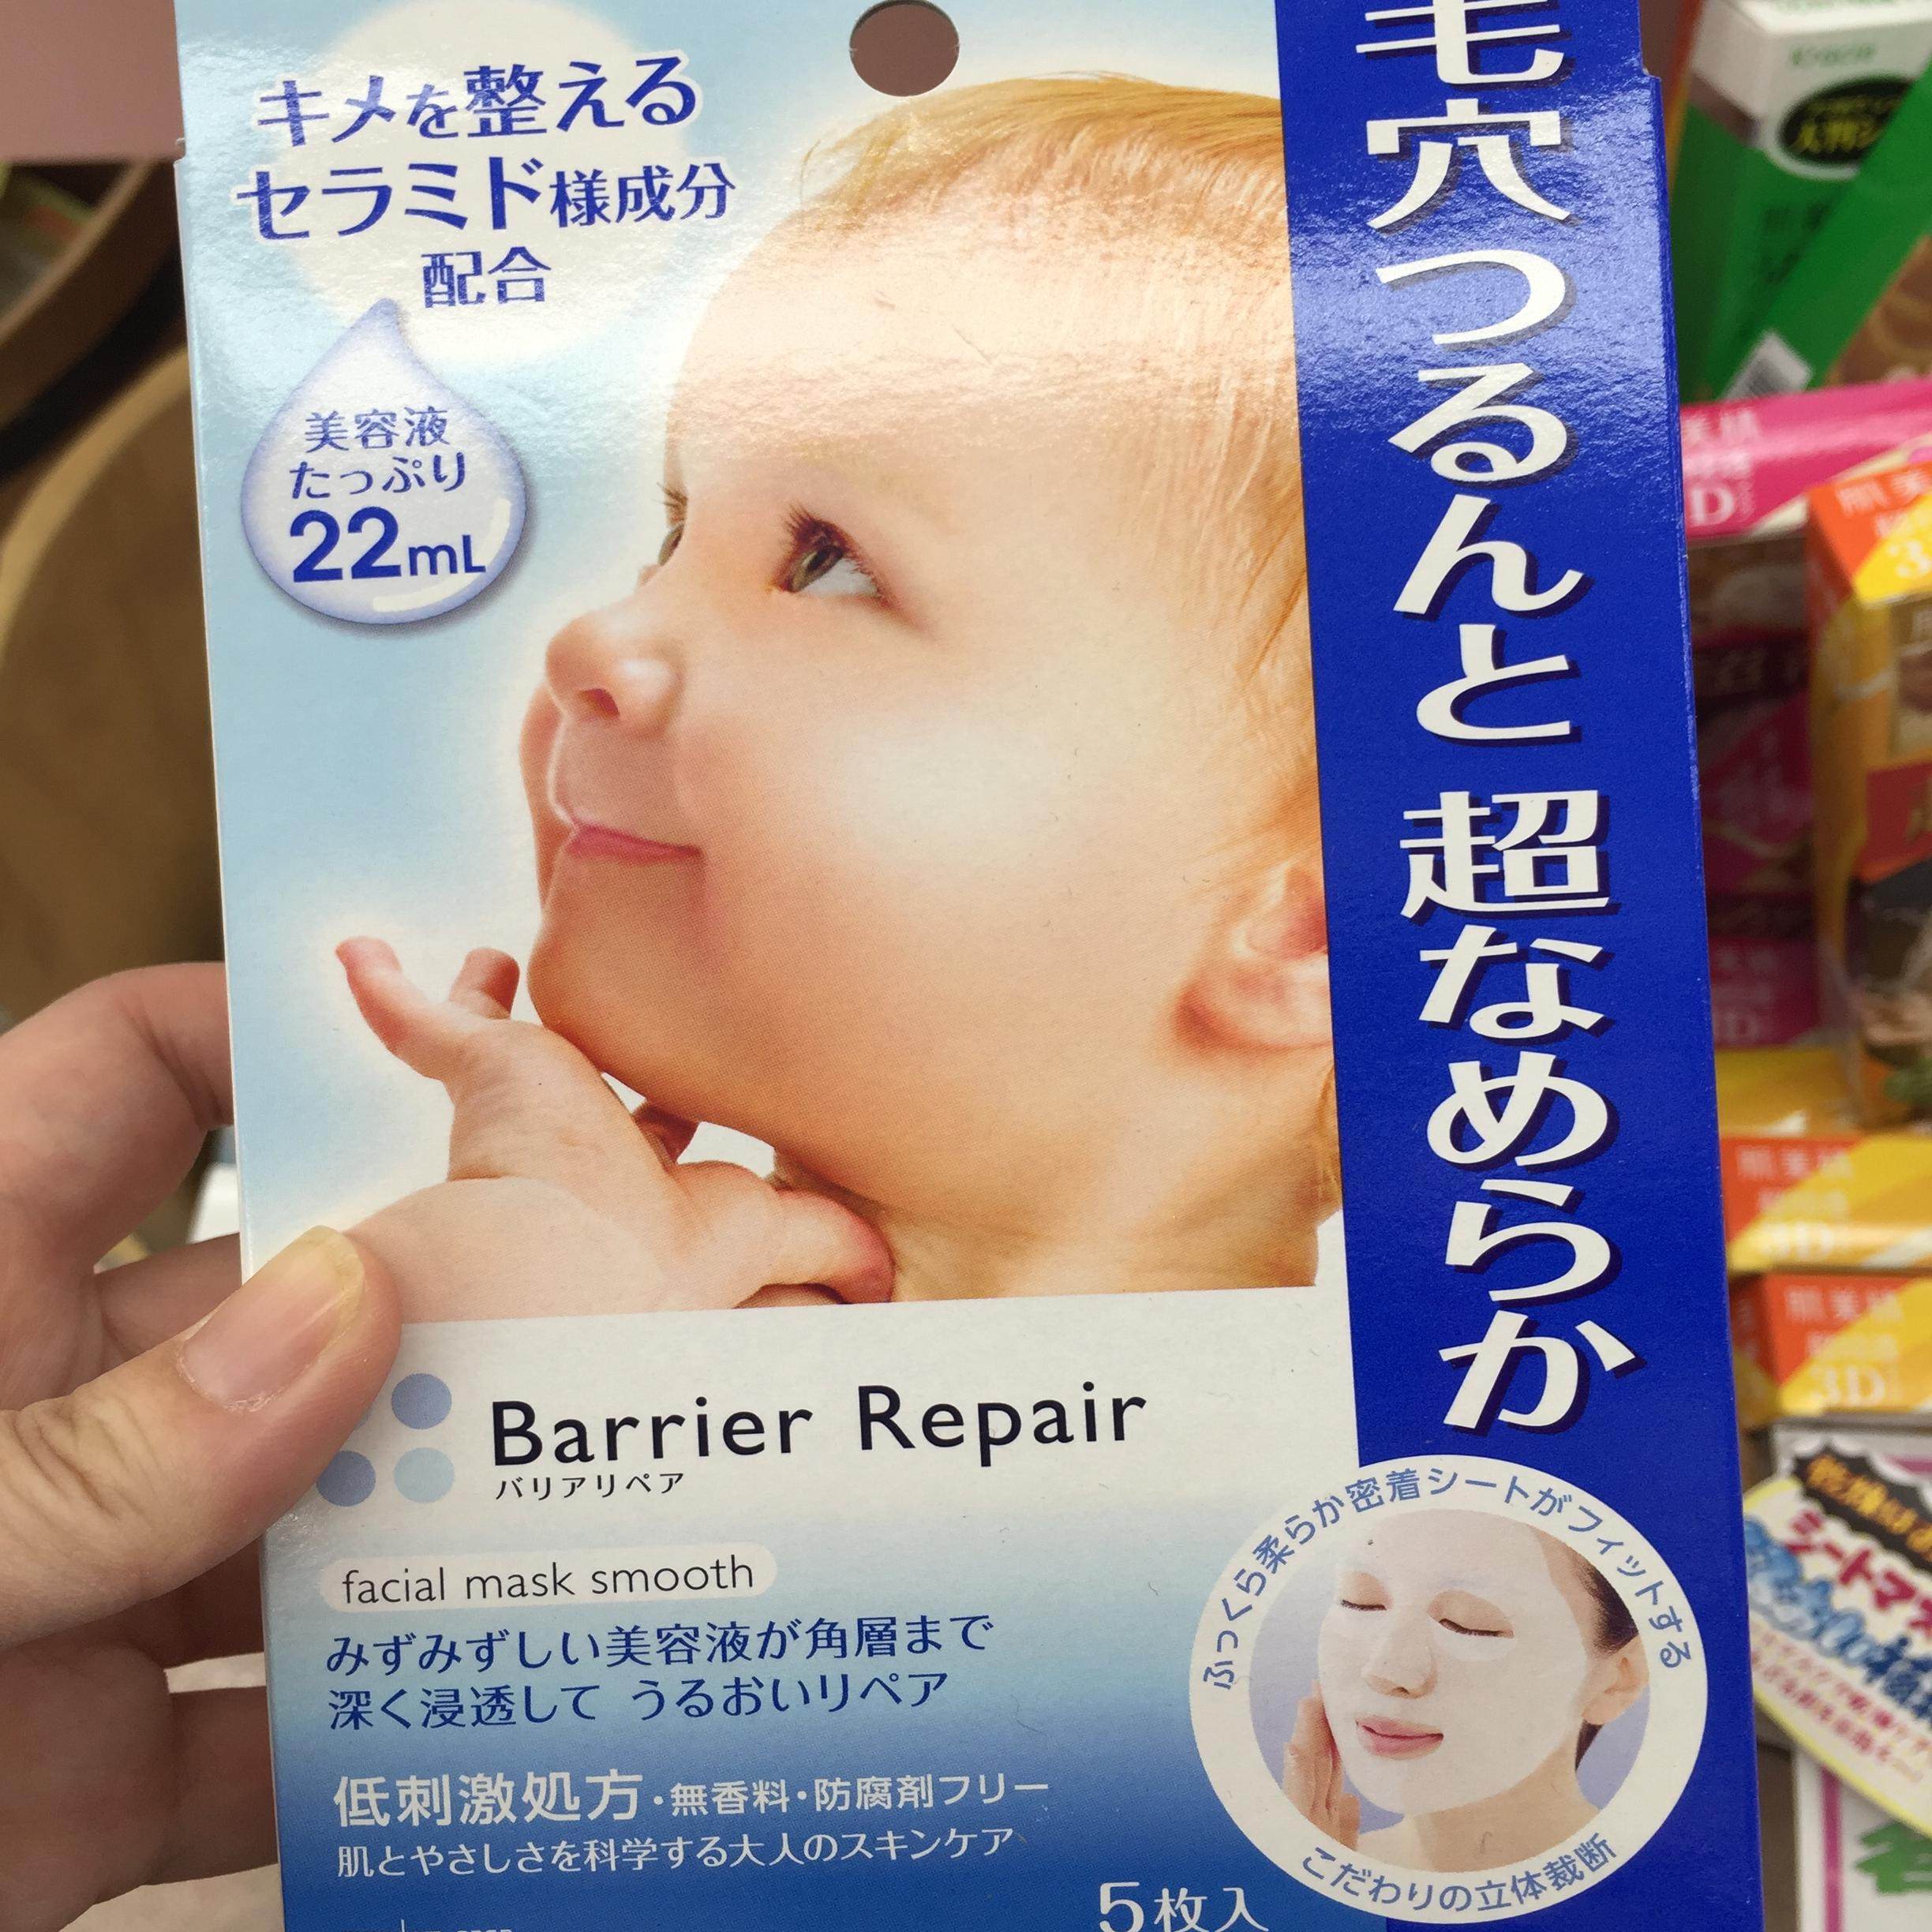 キメを整える
セラミド様成分
配合
美容液
たっぷり
22mL
毛穴つるんと 超なめらか
Barrier Repair
バリアリペア
facial mask smooth
みずみずしい美容液が角層まで
深く浸透して うるおいリペア
低刺激処方・無香料・防腐剤フリー
肌とやさしさを科学する大人のスキンケア
5枚入
ふっくら柔らか密着シートがフィットする
こだわりの立体裁断
肌美精
3D